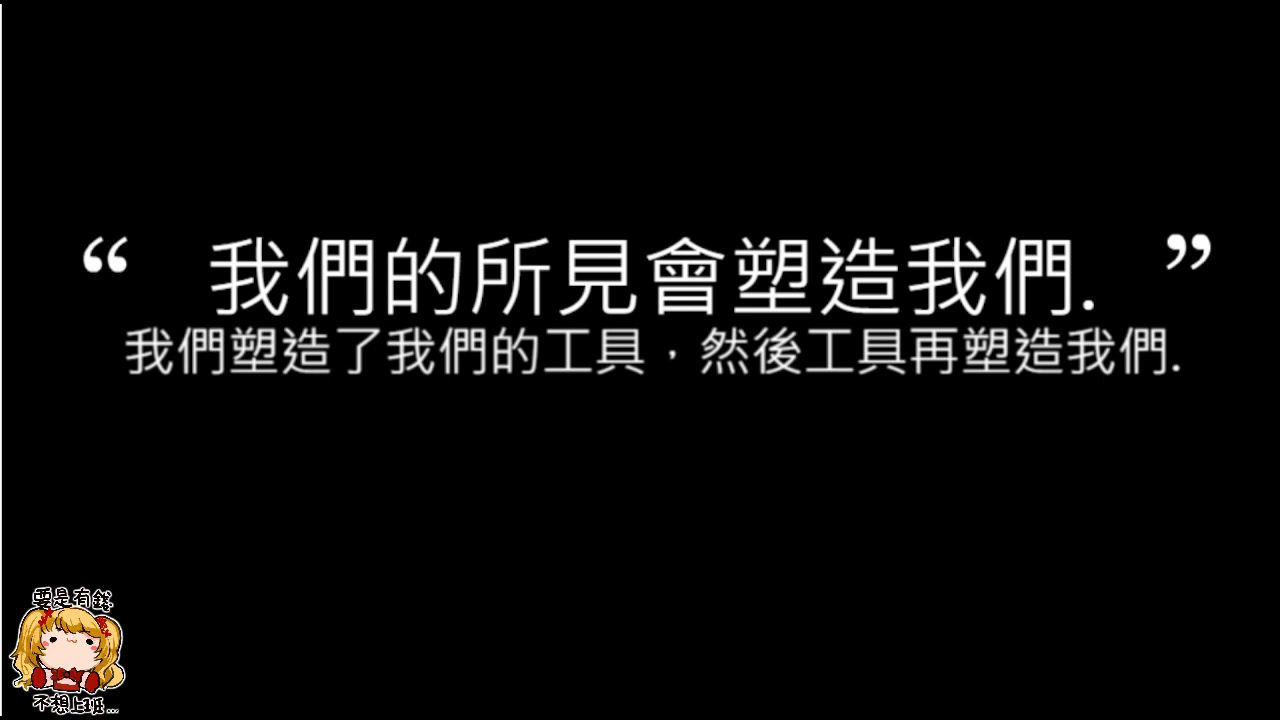 “ 我們的所見會塑造我們. ”
我們塑造了我們的工具，然後工具再塑造我們.
要是有錢
不想上班...